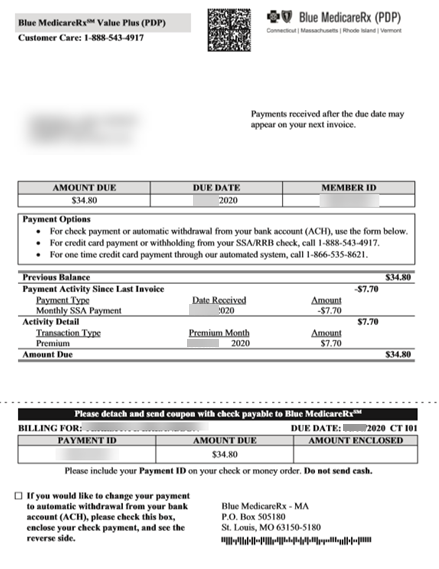 Blue MedicareRx℠ Value Plus (PDP)
Customer Care: 1-888-543-4917
Blue MedicareRx (PDP)
Connecticut | Massachusetts | Rhode Island | Vermont
Payments received after the due date may
appear on your next invoice.
AMOUNT DUE DUE DATE MEMBER ID
$34.80 2020
Payment Options
• For check payment or automatic withdrawal from your bank account (ACH), use the form below.
• For credit card payment or withholding from your SSA/RRB check, call 1-888-543-4917.
• For one time credit card payment through our automated system, call 1-866-535-8621.
Previous Balance $34.80
Payment Activity Since Last Invoice -$7.70
Payment Type Date Received Amount
Monthly SSA Payment 2020 -$7.70
Activity Detail $7.70
Transaction Type Premium Month Amount
Premium 2020 $7.70
Amount Due $34.80
Please detach and send coupon with check payable to Blue MedicareRx℠
BILLING FOR: DUE DATE: 2020 CT I01
PAYMENT ID AMOUNT DUE AMOUNT ENCLOSED
$34.80
Please include your Payment ID on your check or money order. Do not send cash.
☐ If you would like to change your payment
to automatic withdrawal from your bank
account (ACH), please check this box,
enclose your check payment, and see the
reverse side.
Blue MedicareRx - MA
P.O. Box 505180
St. Louis, MO 63150-5180